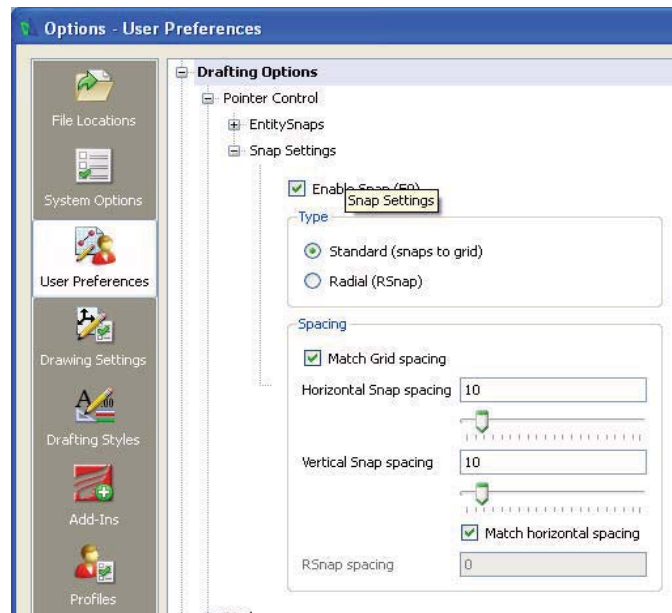 Options - User Preferences
File Locations
System Options
User Preferences
Drawing Settings
Drafting Styles
Add-Ins
Profiles
Drafting Options
Pointer Control
EntitySnaps
Snap Settings
Enable Snap (F9)
Snap Settings
Type
Standard (snaps to grid)
Radial (RSnap)
Spacing
Match Grid spacing
Horizontal Snap spacing 10
Vertical Snap spacing 10
Match horizontal spacing
RSnap spacing 0